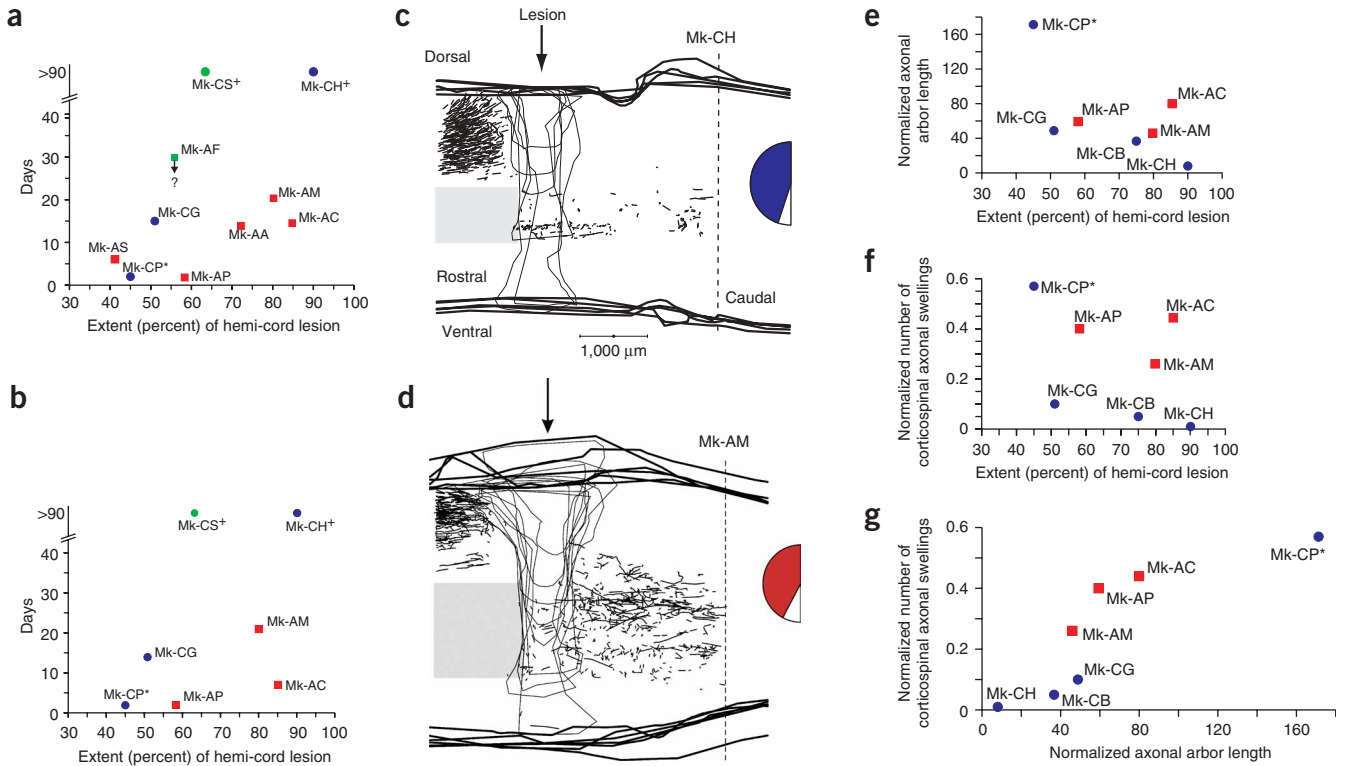 a
>90
40
30
20
10
0
Days
Mk-CS+
Mk-CH+
Mk-AF
?
Mk-CG
Mk-AM
Mk-AC
Mk-AA
Mk-AS
Mk-CP*
Mk-AP
30 40 50 60 70 80 90 100
Extent (percent) of hemi-cord lesion
b
>90
40
30
20
10
0
Days
Mk-CS+
Mk-CH+
Mk-AM
Mk-CG
Mk-AC
Mk-CP*
Mk-AP
30 40 50 60 70 80 90 100
Extent (percent) of hemi-cord lesion
c
Lesion
Mk-CH
Dorsal
Rostral
Caudal
Ventral
1,000 µm
d
Mk-AM
e
Normalized axonal
arbor length
160
120
80
40
0
Mk-CP*
Mk-AC
Mk-AP
Mk-CG
Mk-AM
Mk-CB
Mk-CH
30 40 50 60 70 80 90 100
Extent (percent) of hemi-cord lesion
f
Normalized number of
corticospinal axonal swellings
0.6
0.4
0.2
0
Mk-CP*
Mk-AC
Mk-AP
Mk-AM
Mk-CG
Mk-CB
Mk-CH
30 40 50 60 70 80 90 100
Extent (percent) of hemi-cord lesion
g
Normalized number of
corticospinal axonal swellings
0.6
0.4
0.2
0
Mk-CP*
Mk-AC
Mk-AP
Mk-AM
Mk-CG
Mk-CH
Mk-CB
0 40 80 120 160
Normalized axonal arbor length